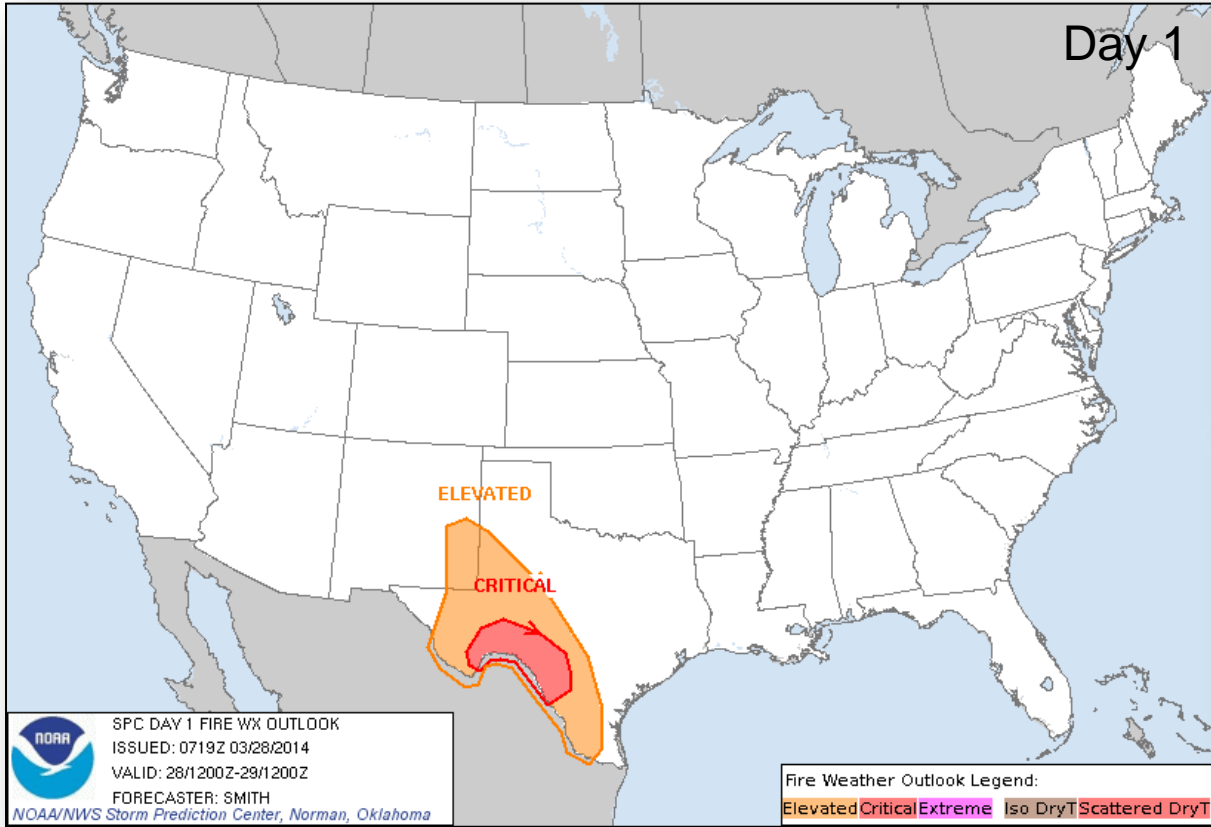 Day 1
ELEVATED
CRITICAL
NOAA
SPC DAY 1 FIRE WX OUTLOOK
ISSUED: 0719Z 03/28/2014
VALID: 28/1200Z-29/1200Z
FORECASTER: SMITH
NOAA/NWS Storm Prediction Center, Norman, Oklahoma
Fire Weather Outlook Legend:
Elevated Critical Extreme Iso DryT Scattered DryT